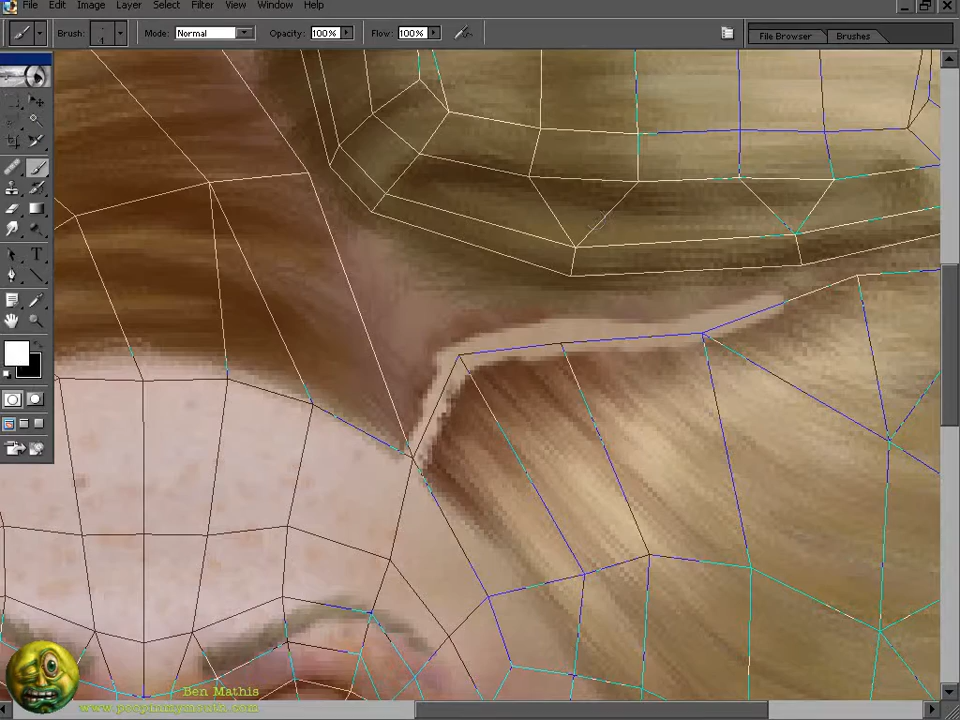 File Edit Image Layer Select Filter View Window Help
Brush: 1 Mode: Normal Opacity: 100% Flow: 100% File Browser Brushes
T
Ben Mathis
www.poopinmymouth.com